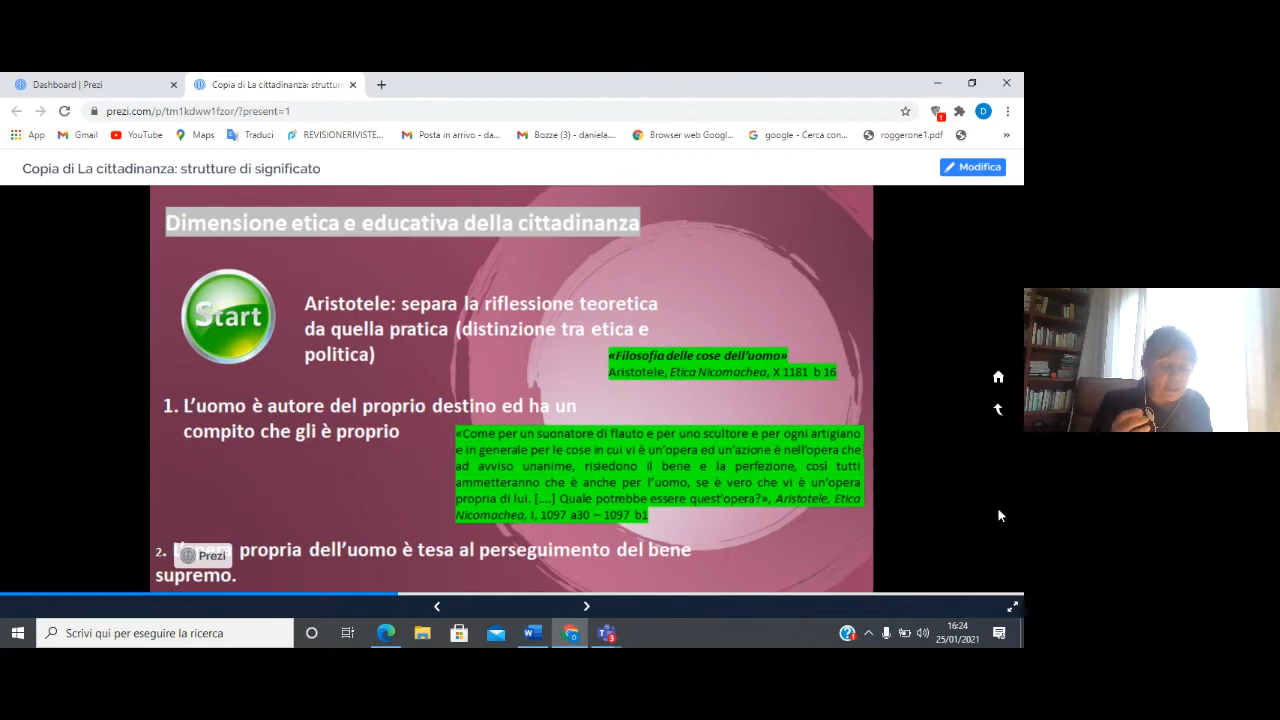 Dashboard | Prezi
Copia di La cittadinanza: struttur
prezi.com/p/tm1kdww1fzor/?present=1
D
App
Gmail
YouTube
Maps
Traduci
REVISIONERIVISTE...
Posta in arrivo - da...
Bozze (3) - daniela....
Browser web Googl...
google - Cerca con...
roggerone1.pdf
»
Copia di La cittadinanza: strutture di significato
Modifica
Dimensione etica e educativa della cittadinanza
Start
Aristotele: separa la riflessione teoretica
da quella pratica (distinzione tra etica e
politica)
«Filosofia delle cose dell'uomo»
Aristotele, Etica Nicomachea, X 1181 b 16
1. L'uomo è autore del proprio destino ed ha un
compito che gli è proprio
«Come per un suonatore di flauto e per uno scultore e per ogni artigiano
e in generale per le cose in cui vi è un'opera ed un'azione è nell'opera che
ad avviso unanime, risiedono il bene e la perfezione, così tutti
ammetteranno che è anche per l'uomo, se è vero che vi è un'opera
propria di lui. [....] Quale potrebbe essere quest'opera?», Aristotele, Etica
Nicomachea, I, 1097 a30 – 1097 b1
2. propria dell'uomo è tesa al perseguimento del bene
supremo.
Prezi
Scrivi qui per eseguire la ricerca
16:24
25/01/2021